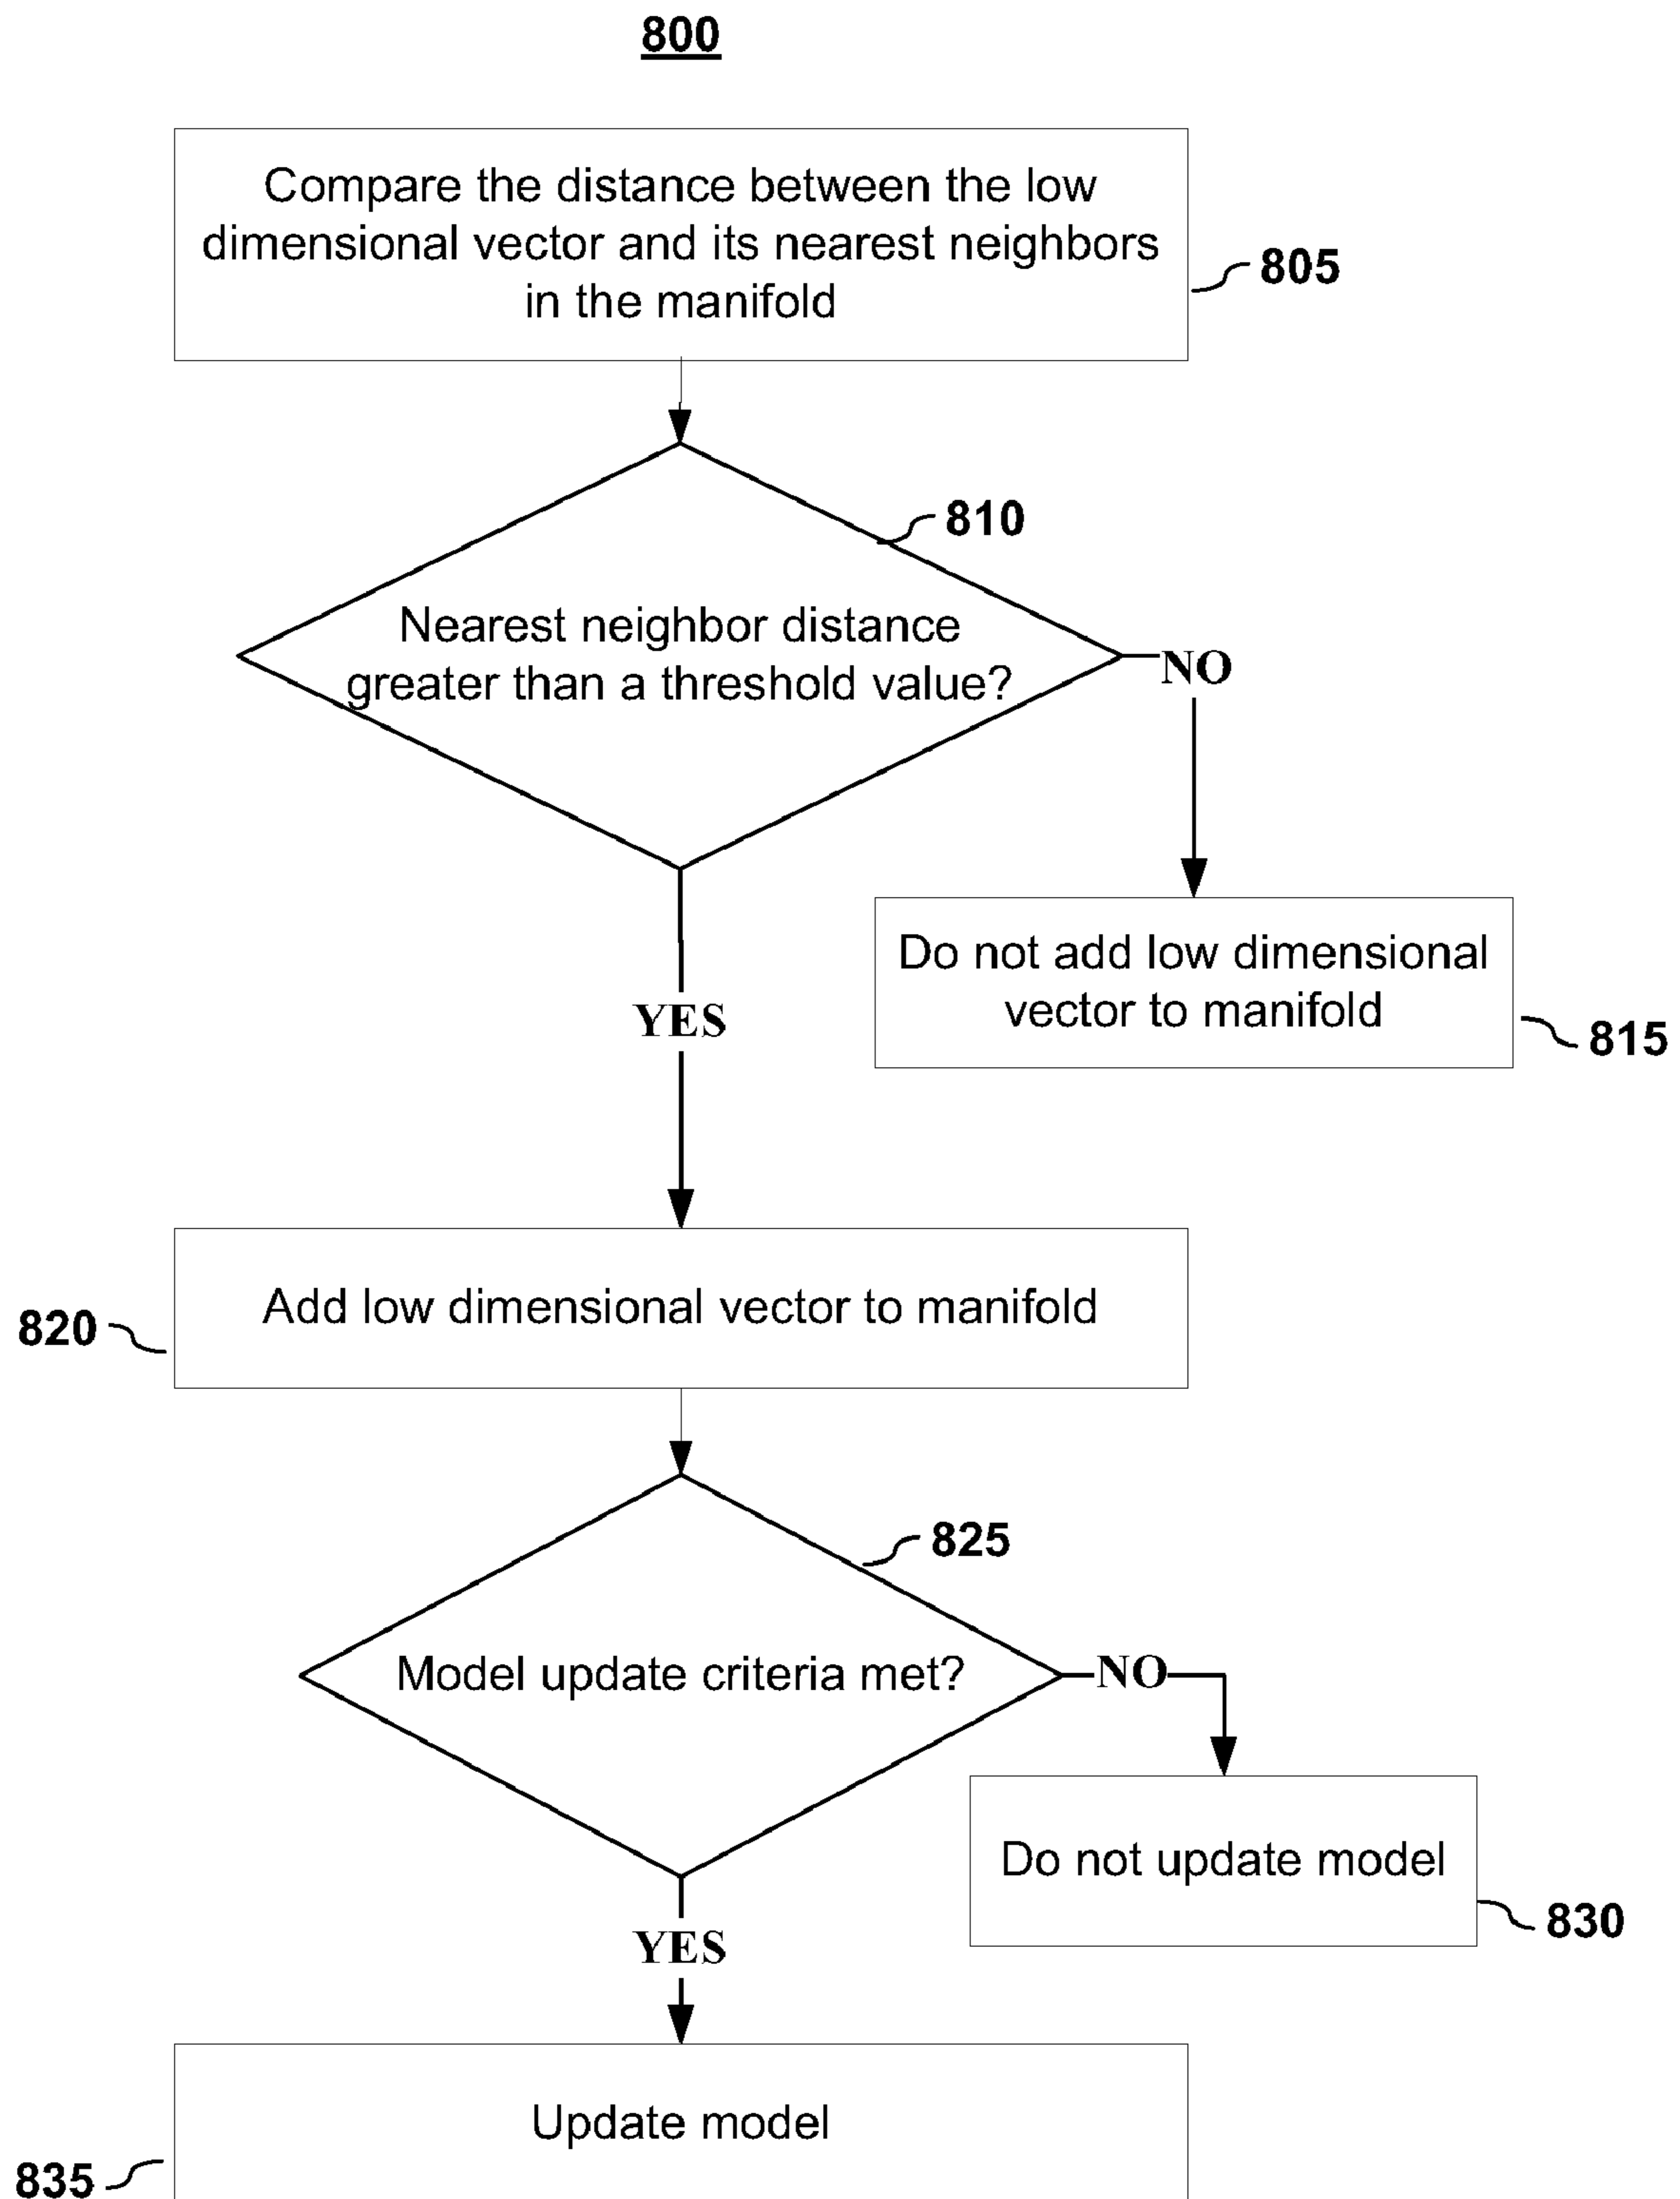 800
Compare the distance between the low
dimensional vector and its nearest neighbors
in the manifold
805
810
Nearest neighbor distance
greater than a threshold value?
NO
Do not add low dimensional
vector to manifold
815
YES
Add low dimensional vector to manifold
820
825
Model update criteria met?
NO
Do not update model
830
YES
Update model
835